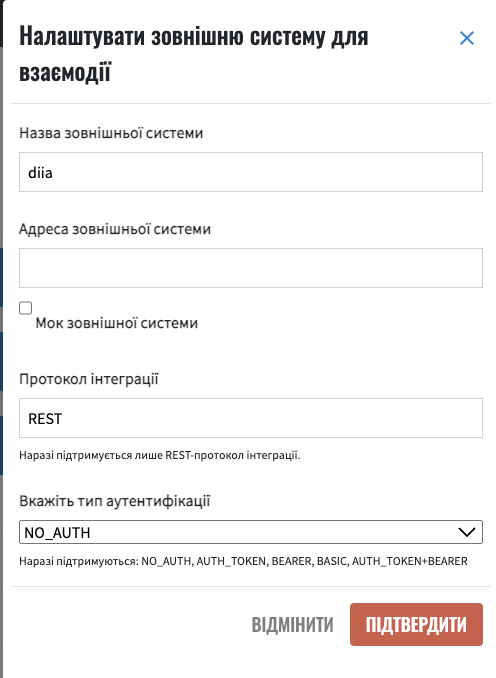 Налаштувати зовнішню систему для
взаємодії
Назва зовнішньої системи
diia
Адреса зовнішньої системи
Мок зовнішної системи
Протокол інтеграції
REST
Наразі підтримується лише REST-протокол інтеграції.
Вкажіть тип аутентифікації
NO_AUTH
Наразі підтримуються: NO_AUTH, AUTH_TOKEN, BEARER, BASIC, AUTH_TOKEN+BEARER
ВІДМІНИТИ ПІДТВЕРДИТИ